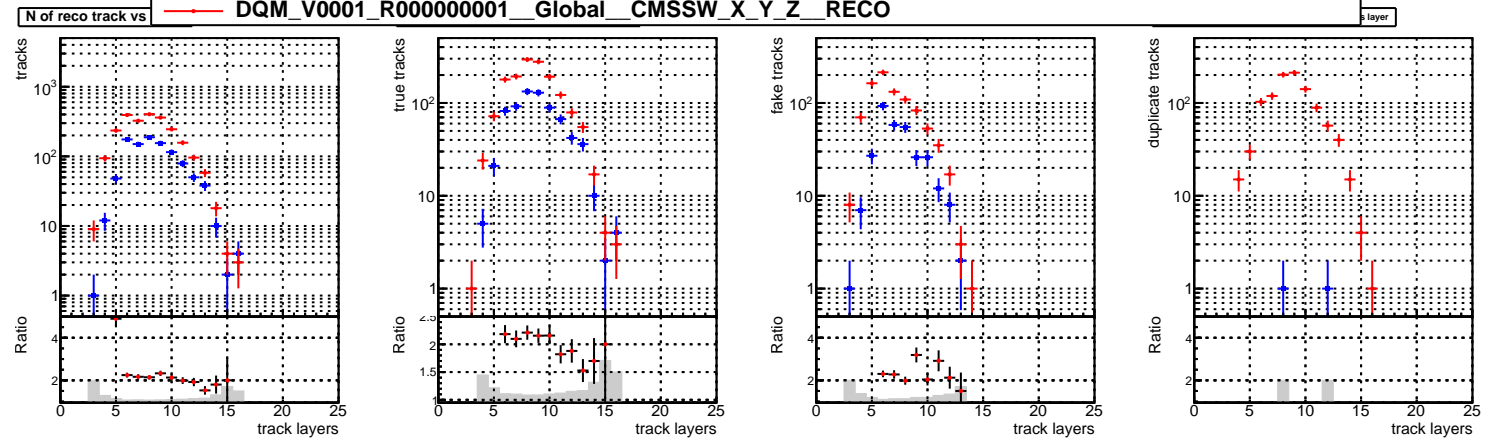 DQM_V0001_R000000001__Global__CMSSW_X_Y_Z__RECO
N of reco track vs
layer
tracks
10³
10²
10
1
Ratio
4
2
0 5 10 15 20 25
track layers
true tracks
10²
10
1
Ratio
2.5
2
1.5
1
0 5 10 15 20 25
track layers
fake tracks
10²
10
1
Ratio
4
2
0 5 10 15 20 25
track layers
duplicate tracks
10²
10
1
Ratio
4
2
0 5 10 15 20 25
track layers